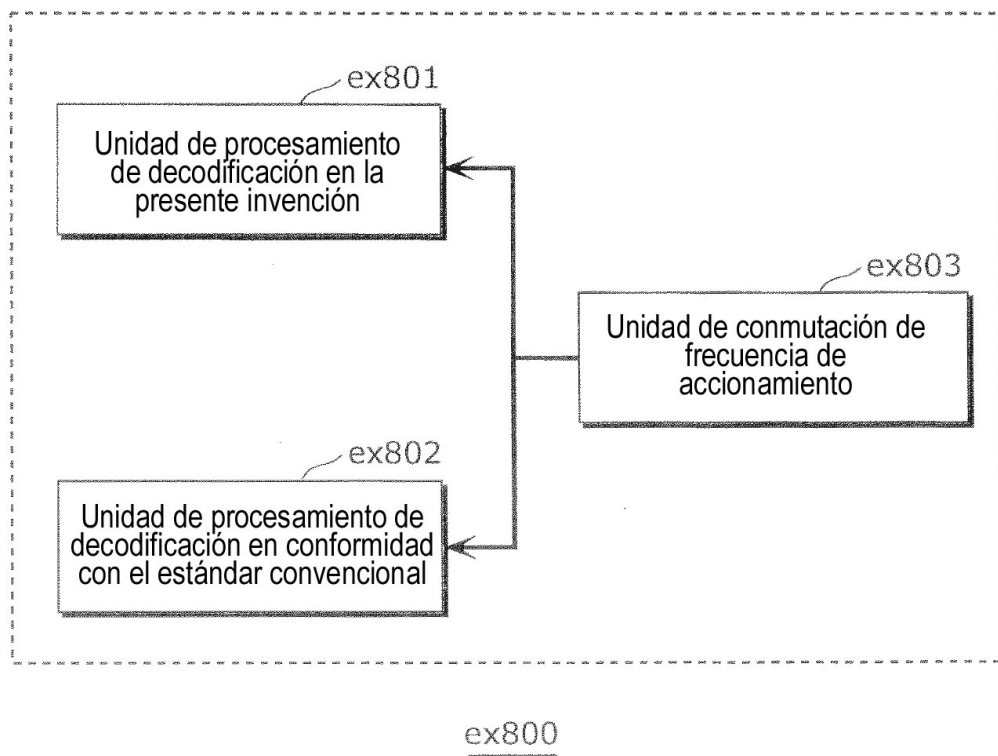 ex801
Unidad de procesamiento
de decodificación en la
presente invención
ex803
Unidad de conmutación de
frecuencia de
accionamiento
ex802
Unidad de procesamiento de
decodificación en conformidad
con el estándar convencional
ex800